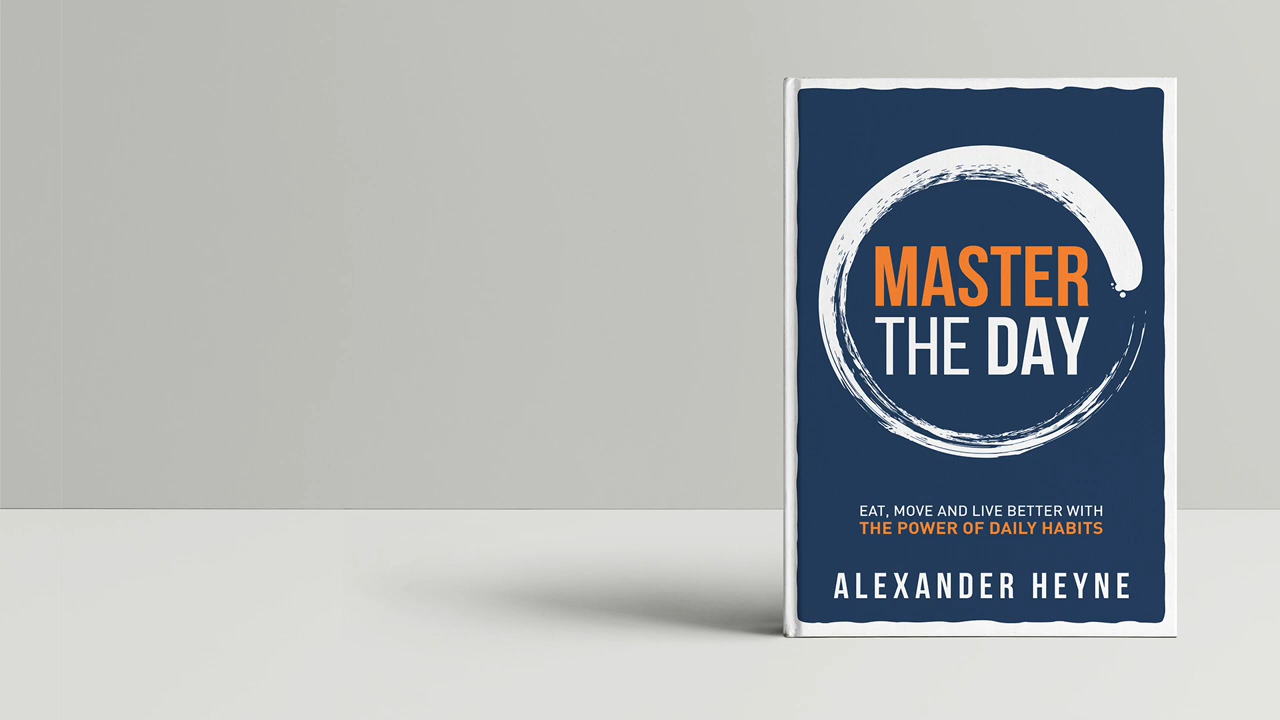 MASTER
THE DAY
EAT, MOVE AND LIVE BETTER WITH
THE POWER OF DAILY HABITS
ALEXANDER HEYNE